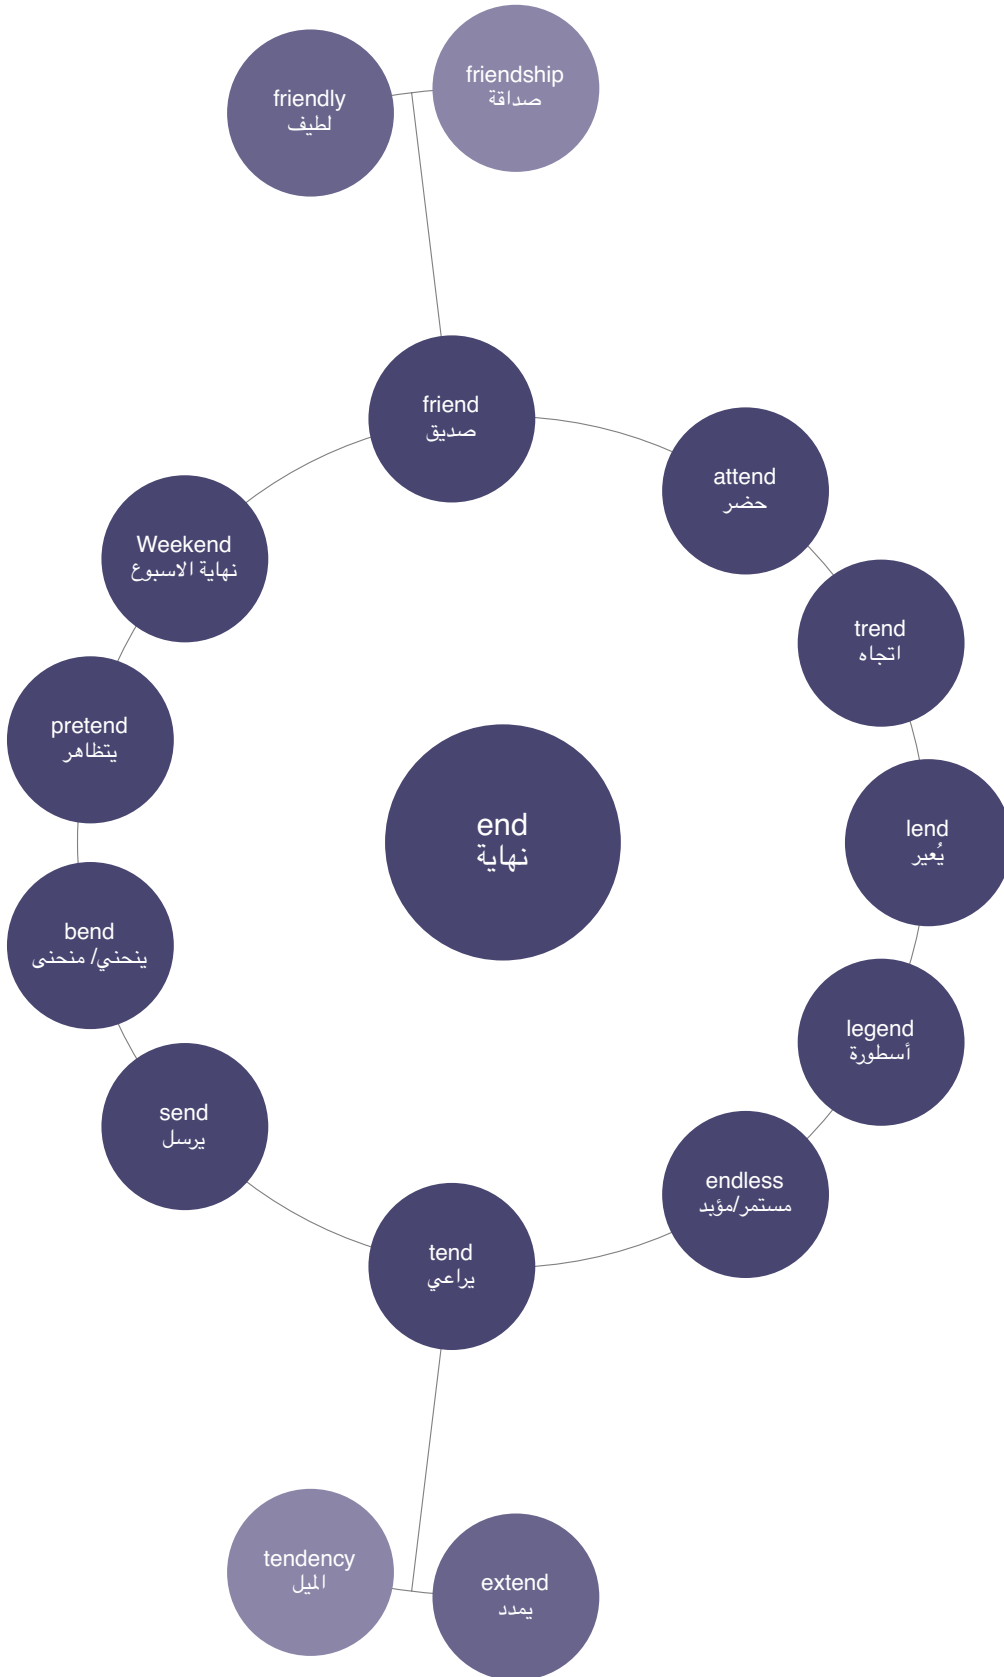 friendship
صداقة
friendly
لطيف
friend
صديق
attend
حضر
Weekend
نهاية الاسبوع
trend
اتجاه
pretend
يتظاهر
end
نهاية
lend
يُعير
bend
ينحني/ منحنى
legend
أسطورة
send
يرسل
endless
مستمر/مؤبد
tend
يراعي
tendency
الميل
extend
يمدد